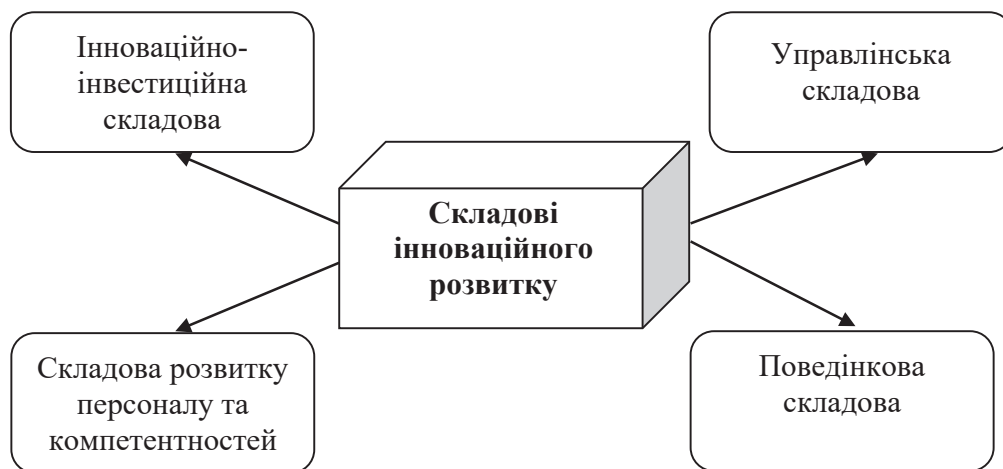 Інноваційно-
інвестиційна
складова
Управлінська
складова
Складові
інноваційного
розвитку
Складова розвитку
персоналу та
компетентностей
Поведінкова
складова